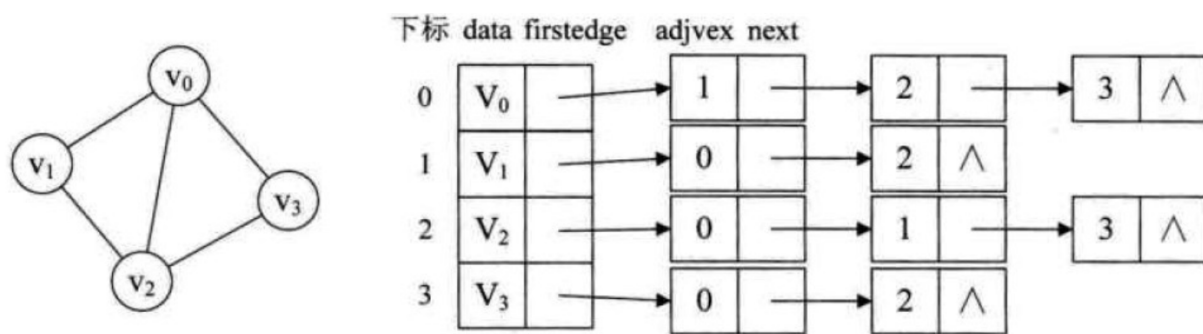 下标 data firstedge adjvex next
v₀
v₁
v₂
v₃
0 V₀ 1 2 3 ∧
1 V₁ 0 2 ∧
2 V₂ 0 1 3 ∧
3 V₃ 0 2 ∧